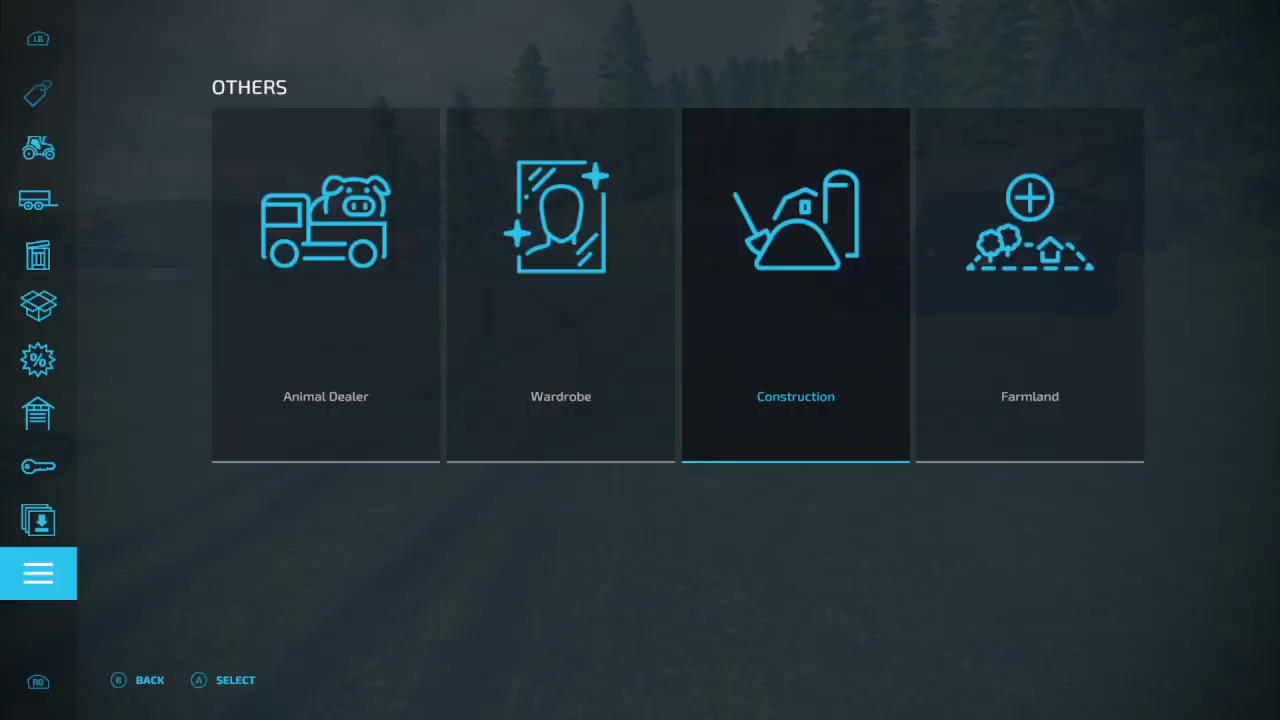 LB
OTHERS
Animal Dealer
Wardrobe
Construction
Farmland
%
RB
B BACK
A SELECT